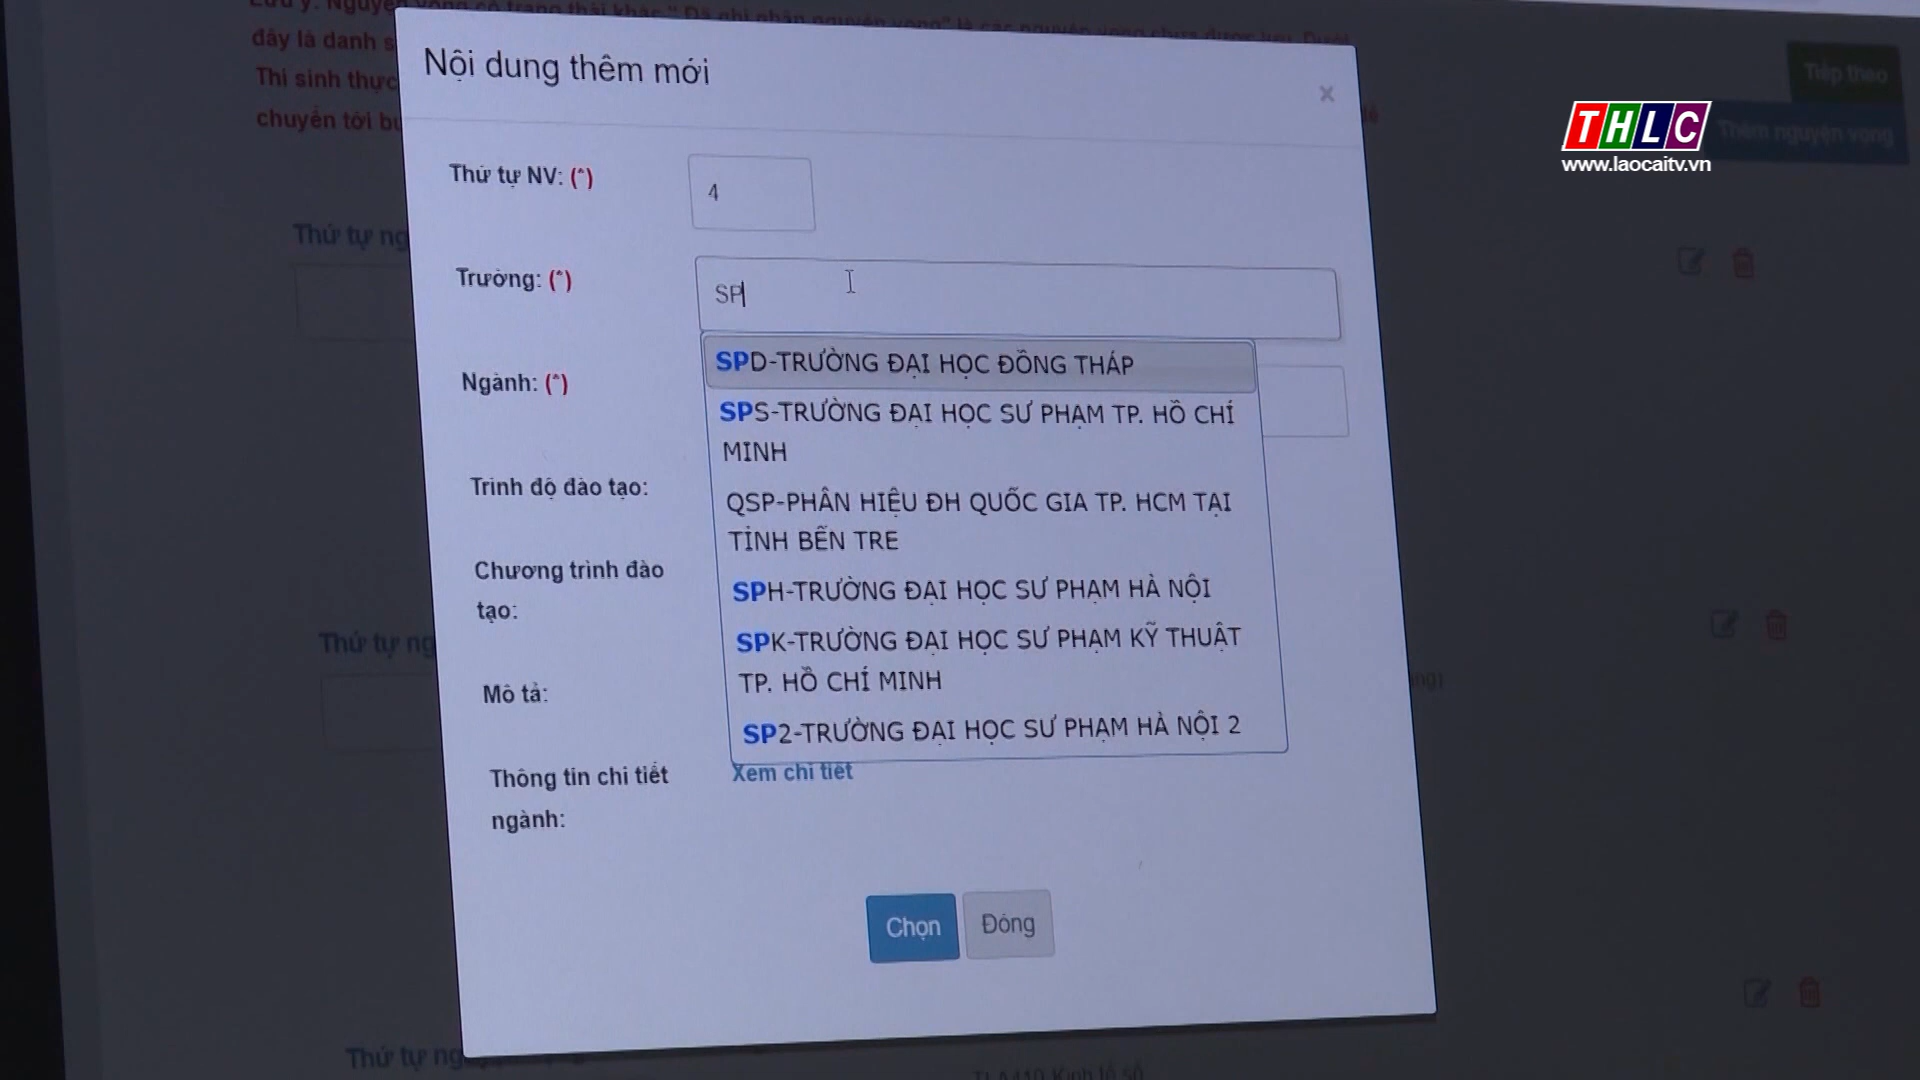 đây là danh s
Thí sinh thực
chuyển tới bư
Nội dung thêm mới
×
Tiếp theo
Thêm nguyện vọng
THLC
www.laocaitv.vn
Thứ tự NV: (*)
4
Thứ tự ng
Trường: (*)
SP
SPD-TRƯỜNG ĐẠI HỌC ĐỒNG THÁP
Ngành: (*)
SPS-TRƯỜNG ĐẠI HỌC SƯ PHẠM TP. HỒ CHÍ
MINH
Trình độ đào tạo:
QSP-PHÂN HIỆU ĐH QUỐC GIA TP. HCM TẠI
TỈNH BẾN TRE
Chương trình đào
tạo:
SPH-TRƯỜNG ĐẠI HỌC SƯ PHẠM HÀ NỘI
Thứ tự ng
SPK-TRƯỜNG ĐẠI HỌC SƯ PHẠM KỸ THUẬT
TP. HỒ CHÍ MINH
Mô tả:
SP2-TRƯỜNG ĐẠI HỌC SƯ PHẠM HÀ NỘI 2
Thông tin chi tiết
ngành:
Xem chi tiết
Chọn
Đóng
Thứ tự ng